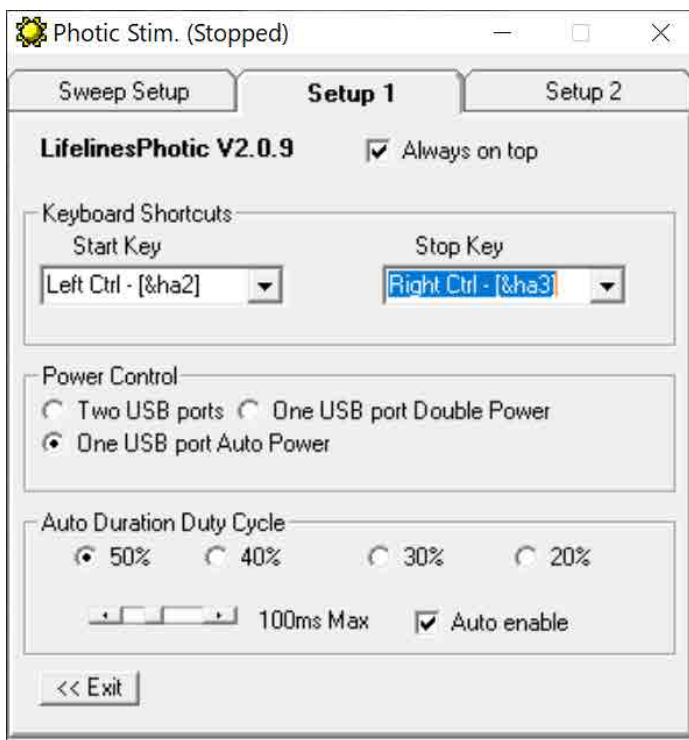 Photic Stim. (Stopped)
Sweep Setup Setup 1 Setup 2
LifelinesPhotic V2.0.9 Always on top
Keyboard Shortcuts
Start Key Stop Key
Left Ctrl - [&ha2] Right Ctrl - [&ha3]
Power Control
Two USB ports One USB port Double Power
One USB port Auto Power
Auto Duration Duty Cycle
50% 40% 30% 20%
100ms Max Auto enable
<< Exit